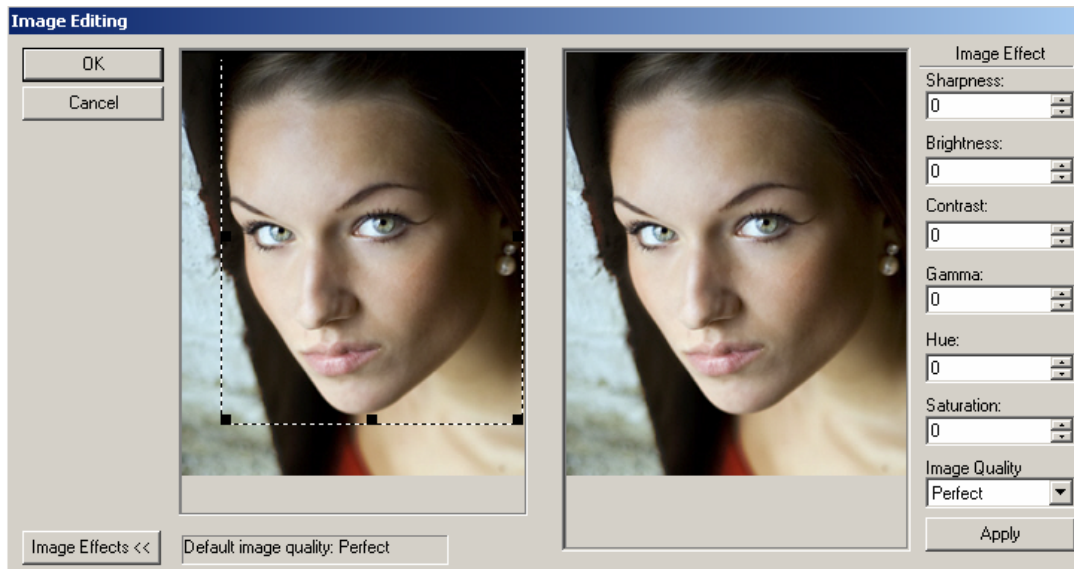 Image Editing
OK
Cancel
Image Effect
Sharpness:
0
Brightness:
0
Contrast:
0
Gamma:
0
Hue:
0
Saturation:
0
Image Quality
Perfect
Apply
Image Effects <<
Default image quality: Perfect